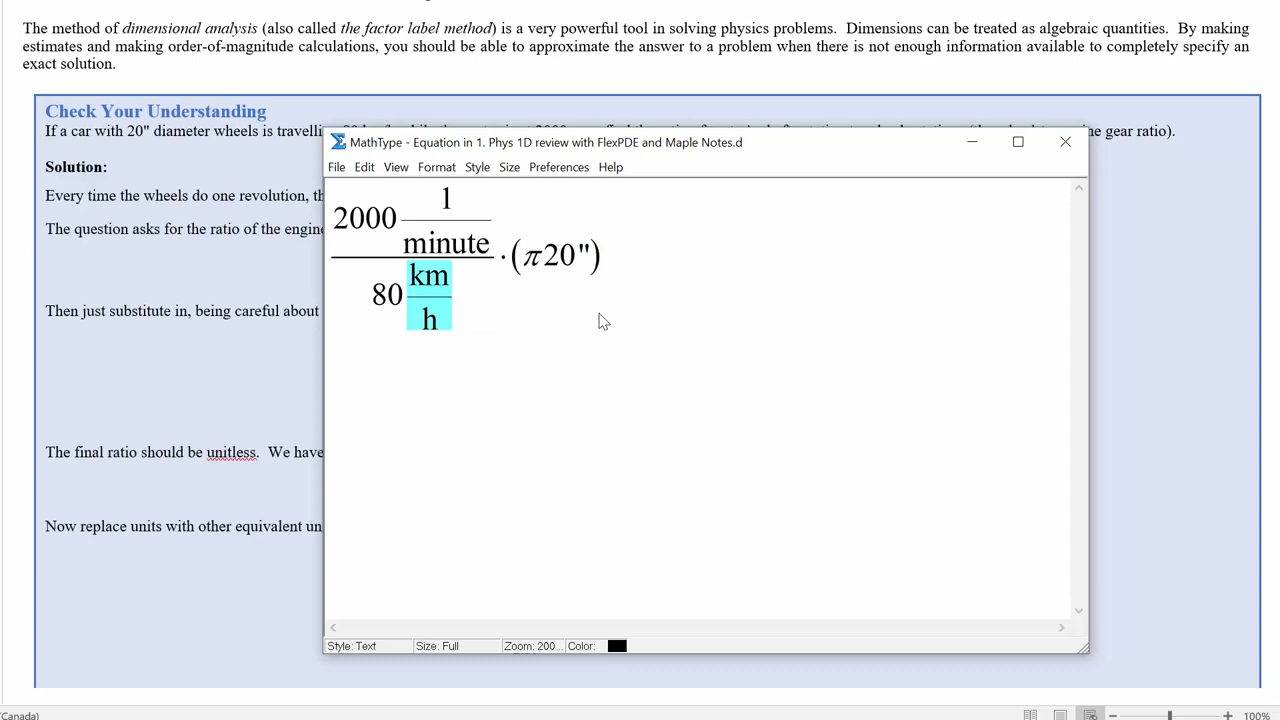 The method of dimensional analysis (also called the factor label method) is a very powerful tool in solving physics problems. Dimensions can be treated as algebraic quantities. By making
estimates and making order-of-magnitude calculations, you should be able to approximate the answer to a problem when there is not enough information available to completely specify an
exact solution.
Check Your Understanding
If a car with 20" diameter wheels is travelli
ne gear ratio).
MathType - Equation in 1. Phys 1D review with FlexPDE and Maple Notes.d
File Edit View Format Style Size Preferences Help
Solution:
Every time the wheels do one revolution, th
The question asks for the ratio of the engine
Then just substitute in, being careful about
The final ratio should be unitless. We have
Now replace units with other equivalent un
1
2000
minute
· (π20")
km
80
h
Style: Text Size: Full Zoom: 200... Color:
Canada)
100%